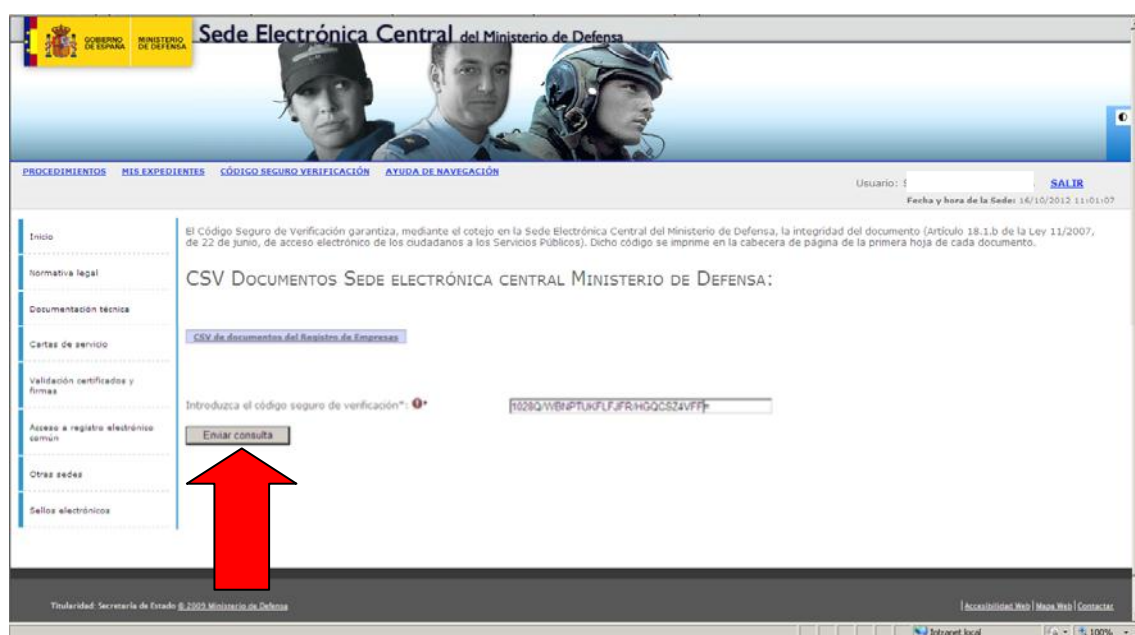 GOBIERNO DE ESPAÑA
MINISTERIO DE DEFENSA
Sede Electrónica Central del Ministerio de Defensa
PROCEDIMIENTOS MIS EXPEDIENTES CÓDIGO SEGURO VERIFICACIÓN AYUDA DE NAVEGACIÓN
Usuario: SALIR
Fecha y hora de la Sede: 16/10/2012 11:01:07
Inicio
Normativa legal
Documentación técnica
Cartas de servicio
Validación certificados y
firmas
Acceso a registro electrónico
común
Otras sedes
Sellos electrónicos
El Código Seguro de Verificación garantiza, mediante el cotejo en la Sede Electrónica Central del Ministerio de Defensa, la integridad del documento (Artículo 18.1.b de la Ley 11/2007,
de 22 de junio, de acceso electrónico de los ciudadanos a los Servicios Públicos). Dicho código se imprime en la cabecera de página de la primera hoja de cada documento.
CSV Documentos Sede electrónica central Ministerio de Defensa:
CSV de documentos del Registro de Empresas
Introduzca el código seguro de verificación*:
Enviar consulta
Titularidad: Secretaría de Estado © 2009 Ministerio de Defensa
| Accesibilidad Web | Mapa Web | Contactar
Intranet local 100%